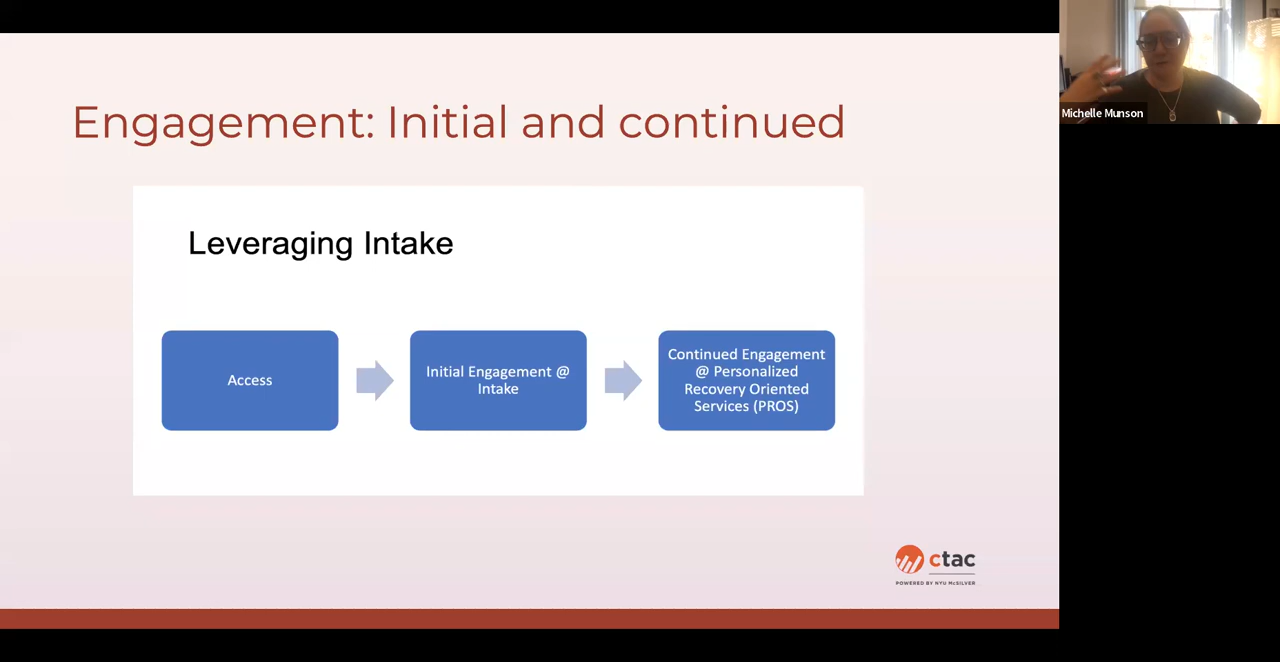 Engagement: Initial and continued
Michelle Munson
Leveraging Intake
Access
Initial Engagement @
Intake
Continued Engagement
@ Personalized
Recovery Oriented
Services (PROS)
ctac
POWERED BY NYU McSILVER